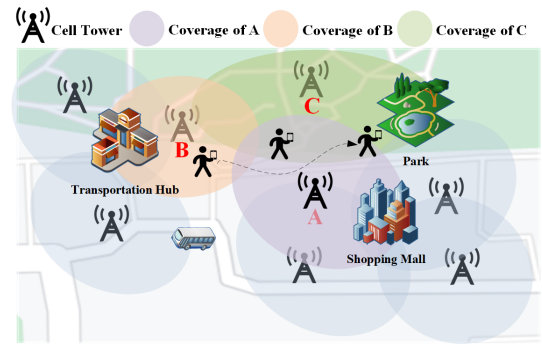 Cell Tower Coverage of A Coverage of B Coverage of C
C
B
Park
Transportation Hub
A
Shopping Mall